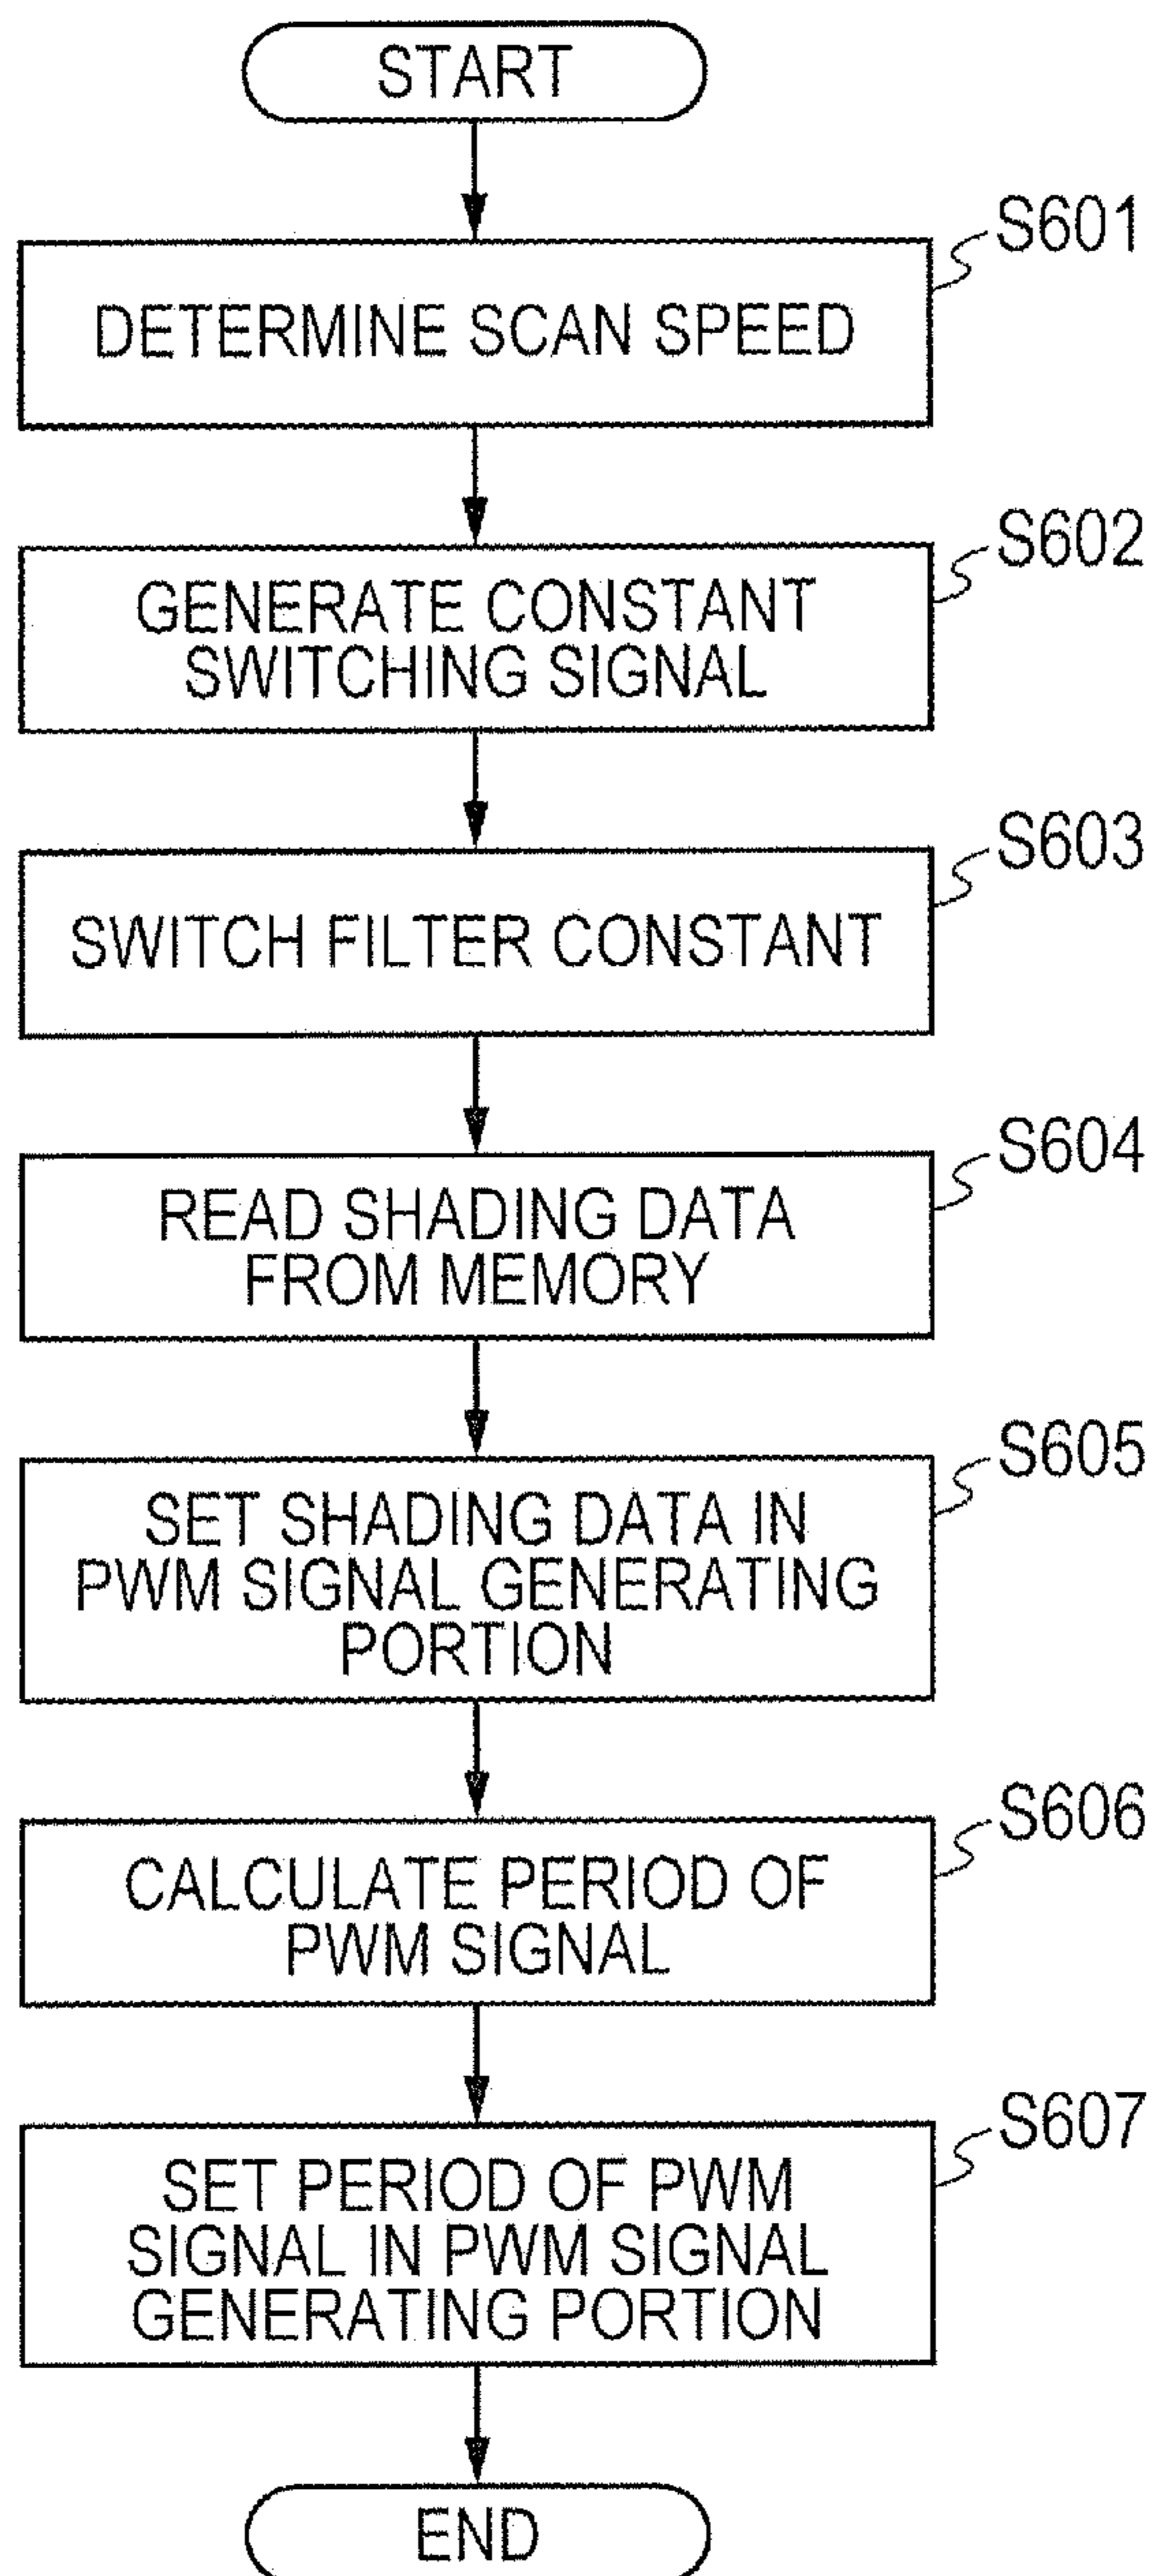 START
S601
DETERMINE SCAN SPEED
S602
GENERATE CONSTANT
SWITCHING SIGNAL
S603
SWITCH FILTER CONSTANT
S604
READ SHADING DATA
FROM MEMORY
S605
SET SHADING DATA IN
PWM SIGNAL GENERATING
PORTION
S606
CALCULATE PERIOD OF
PWM SIGNAL
S607
SET PERIOD OF PWM
SIGNAL IN PWM SIGNAL
GENERATING PORTION
END